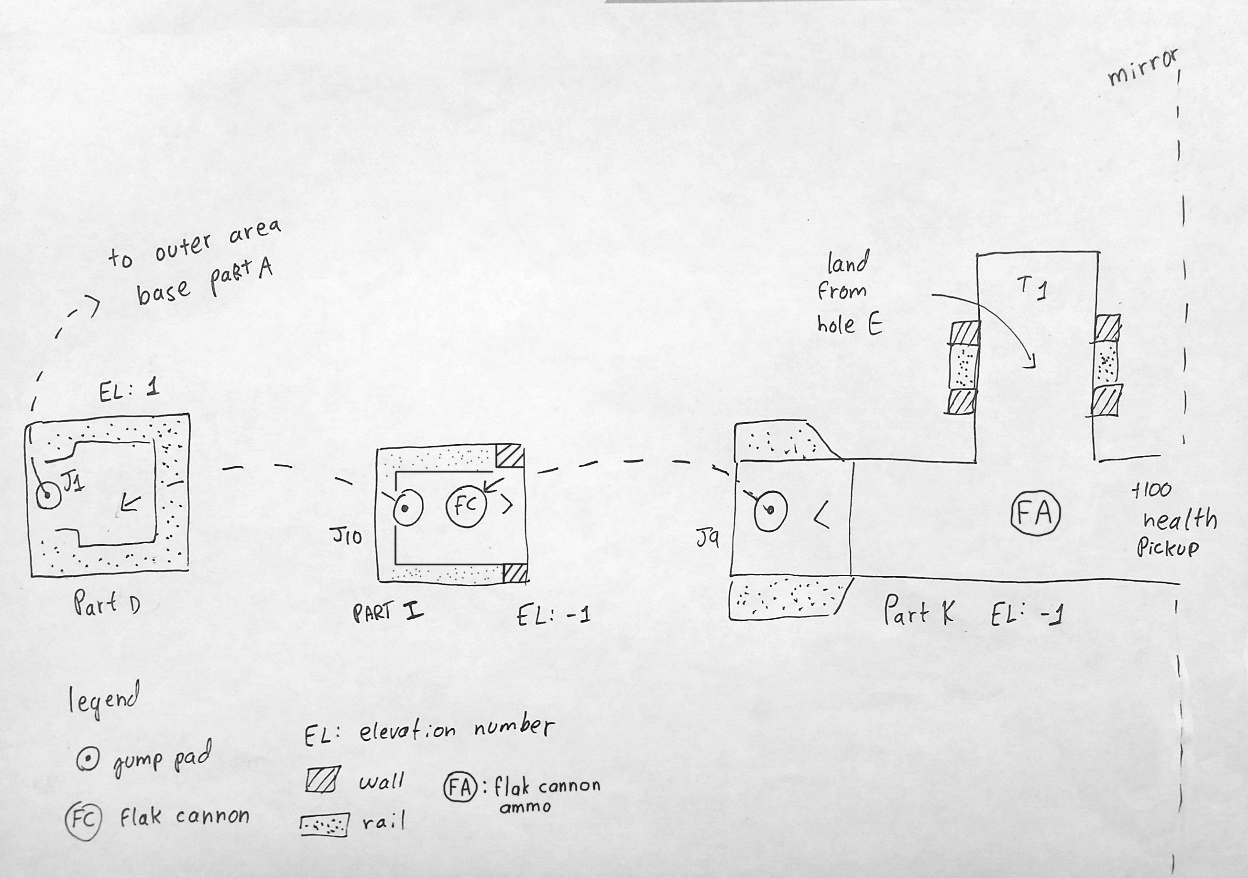 mirror
to outer area
base part A
land
from
hole E
T1
EL: 1
J1
FC
J10
J9
FA
+100
health
Pickup
Part D
PART I
EL: -1
Part K EL: -1
legend
gump pad
FC flak cannon
EL: elevation number
wall
rail
FA: flak cannon
ammo